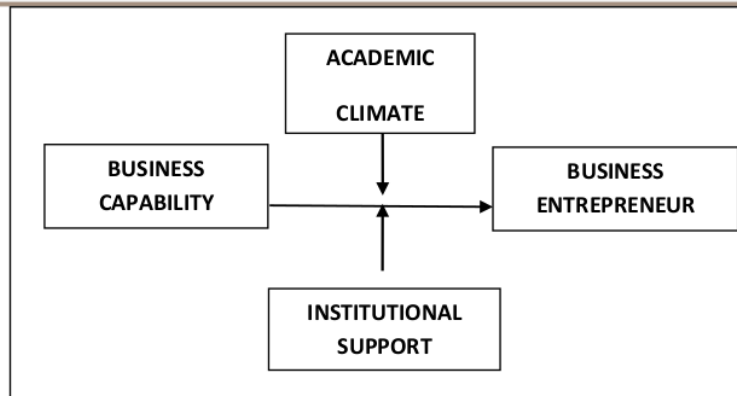 ACADEMIC
CLIMATE
BUSINESS
CAPABILITY
BUSINESS
ENTREPRENEUR
INSTITUTIONAL
SUPPORT